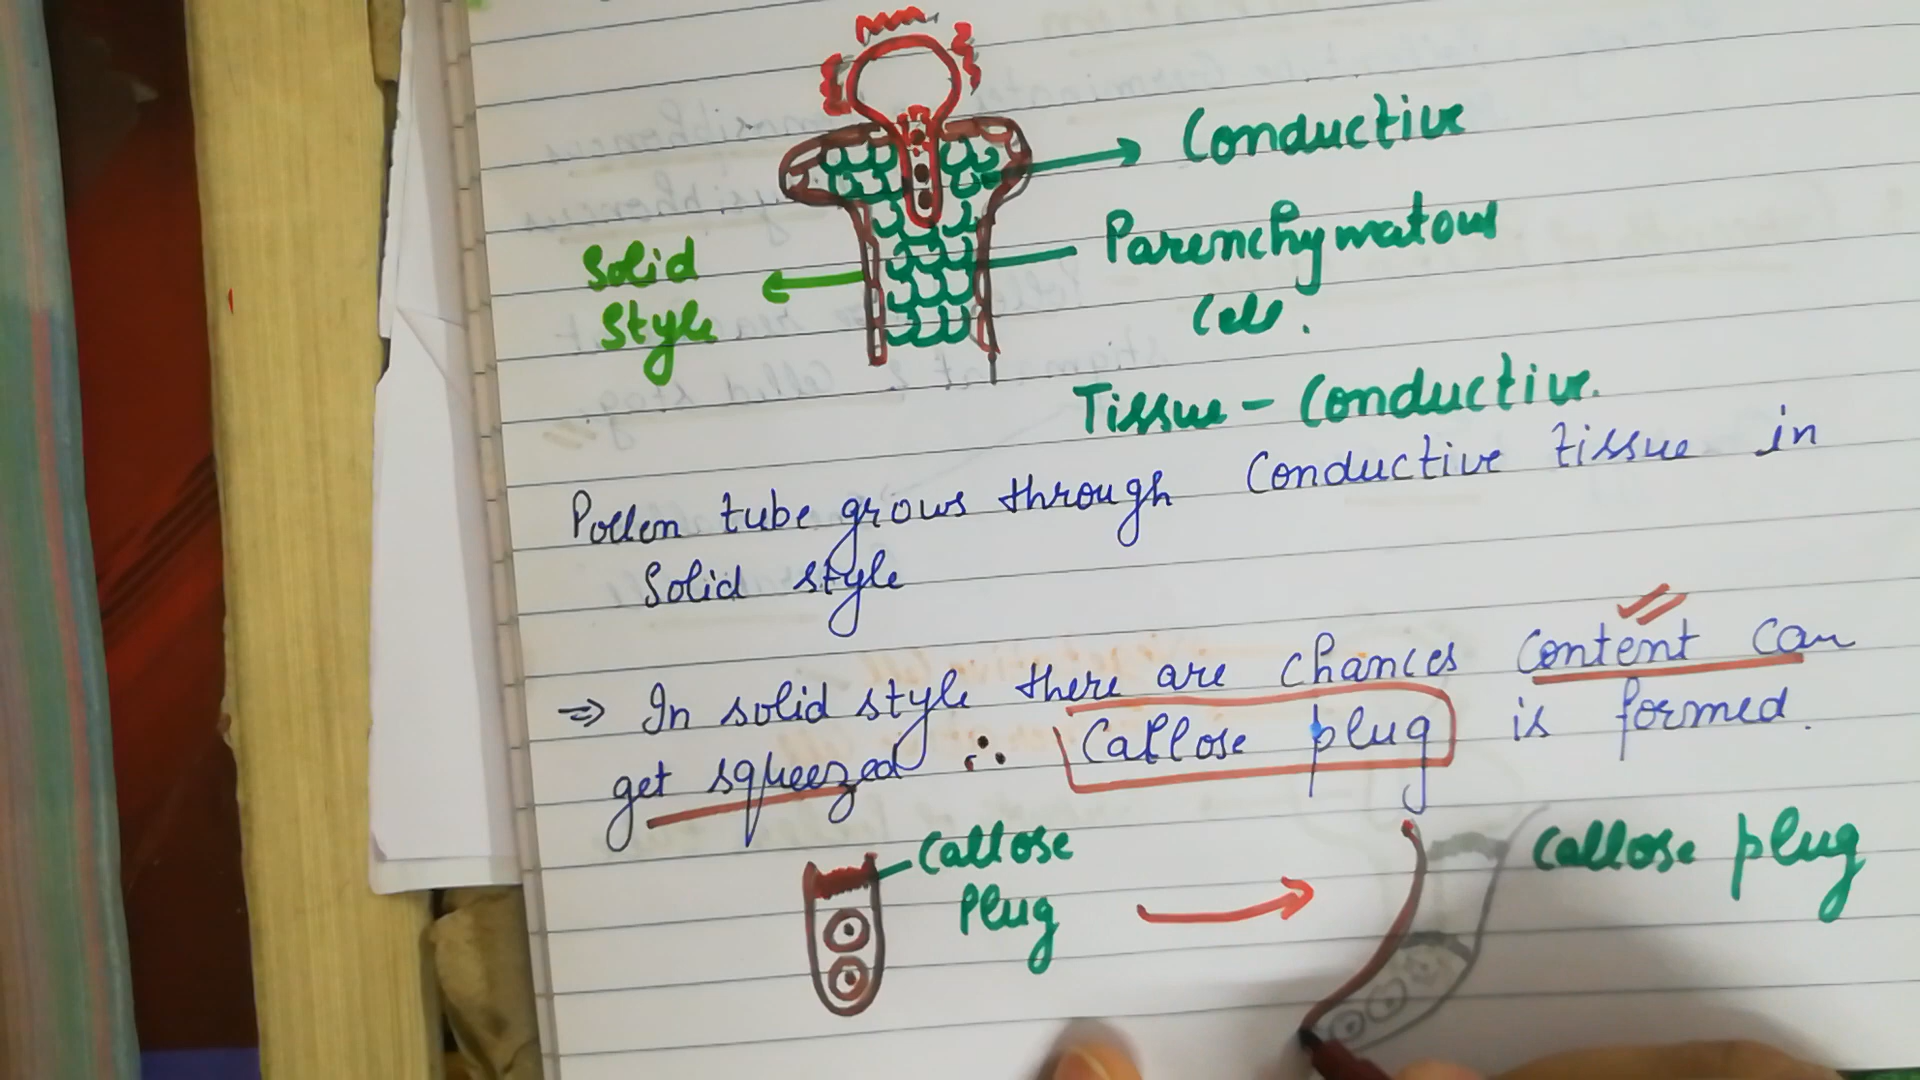 Conductive
Parenchymatous
Cells.
Solid
Style
Tissue - Conductive.
Pollen tube grows through Conductive tissue in
Solid style
⇒ In solid style there are chances Content can
get squeezed ∴ Callose plug is formed.
Callose
Plug
→
Callose plug